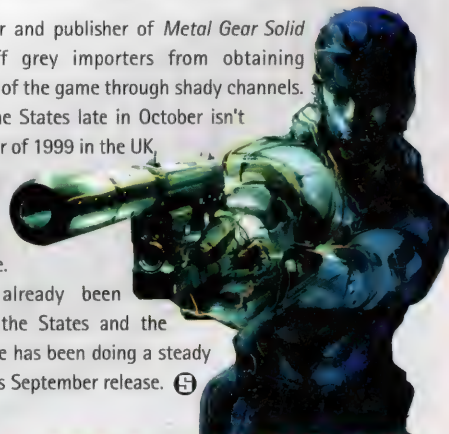 r and publisher of Metal Gear Solid
ff grey importers from obtaining
of the game through shady channels.
he States late in October isn't
er of 1999 in the UK,
e.
already been
the States and the
e has been doing a steady
s September release. S